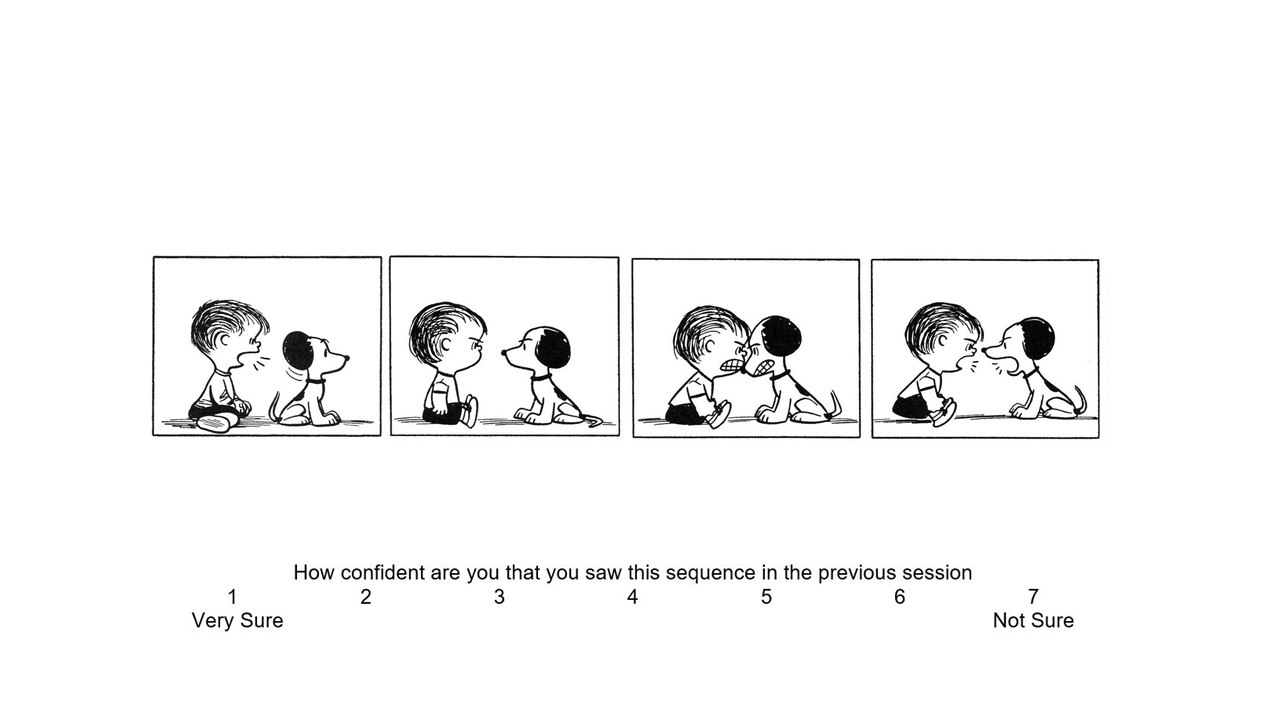 How confident are you that you saw this sequence in the previous session
1 2 3 4 5 6 7
Very Sure Not Sure